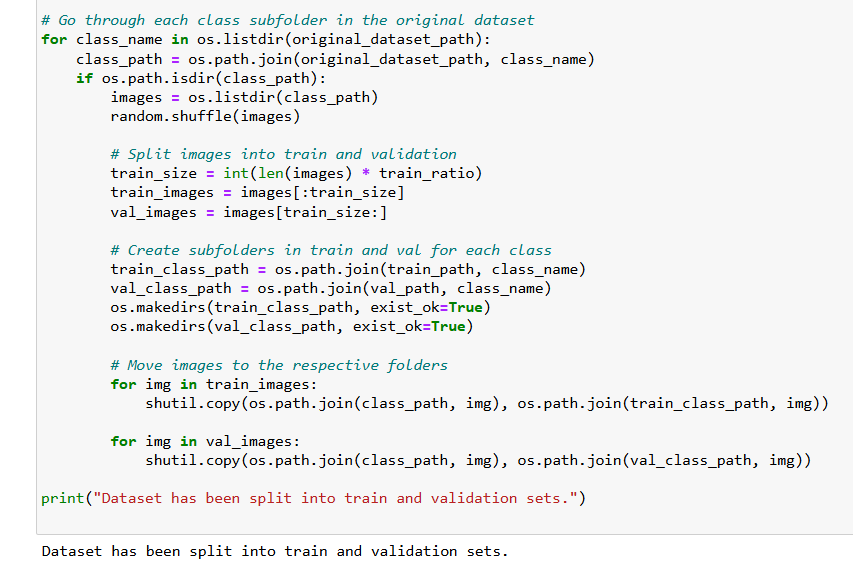 # Go through each class subfolder in the original dataset
for class_name in os.listdir(original_dataset_path):
    class_path = os.path.join(original_dataset_path, class_name)
    if os.path.isdir(class_path):
        images = os.listdir(class_path)
        random.shuffle(images)

        # Split images into train and validation
        train_size = int(len(images) * train_ratio)
        train_images = images[:train_size]
        val_images = images[train_size:]

        # Create subfolders in train and val for each class
        train_class_path = os.path.join(train_path, class_name)
        val_class_path = os.path.join(val_path, class_name)
        os.makedirs(train_class_path, exist_ok=True)
        os.makedirs(val_class_path, exist_ok=True)

        # Move images to the respective folders
        for img in train_images:
            shutil.copy(os.path.join(class_path, img), os.path.join(train_class_path, img))

        for img in val_images:
            shutil.copy(os.path.join(class_path, img), os.path.join(val_class_path, img))

print("Dataset has been split into train and validation sets.")

Dataset has been split into train and validation sets.